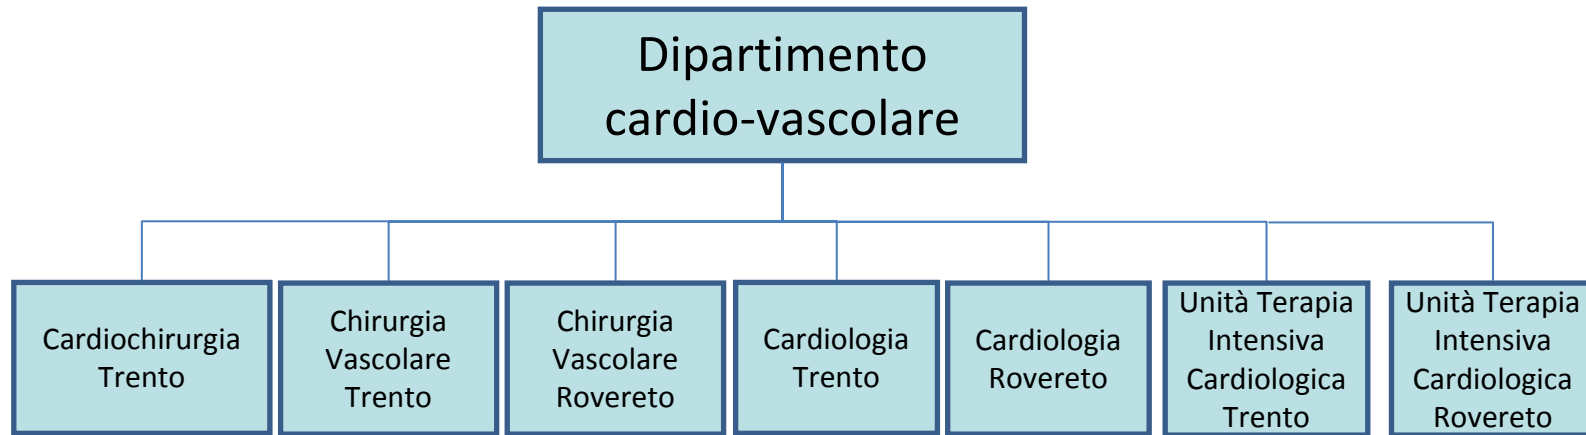 Dipartimento
cardio-vascolare
Cardiochirurgia
Trento
Chirurgia
Vascolare
Trento
Chirurgia
Vascolare
Rovereto
Cardiologia
Trento
Cardiologia
Rovereto
Unità Terapia
Intensiva
Cardiologica
Trento
Unità Terapia
Intensiva
Cardiologica
Rovereto